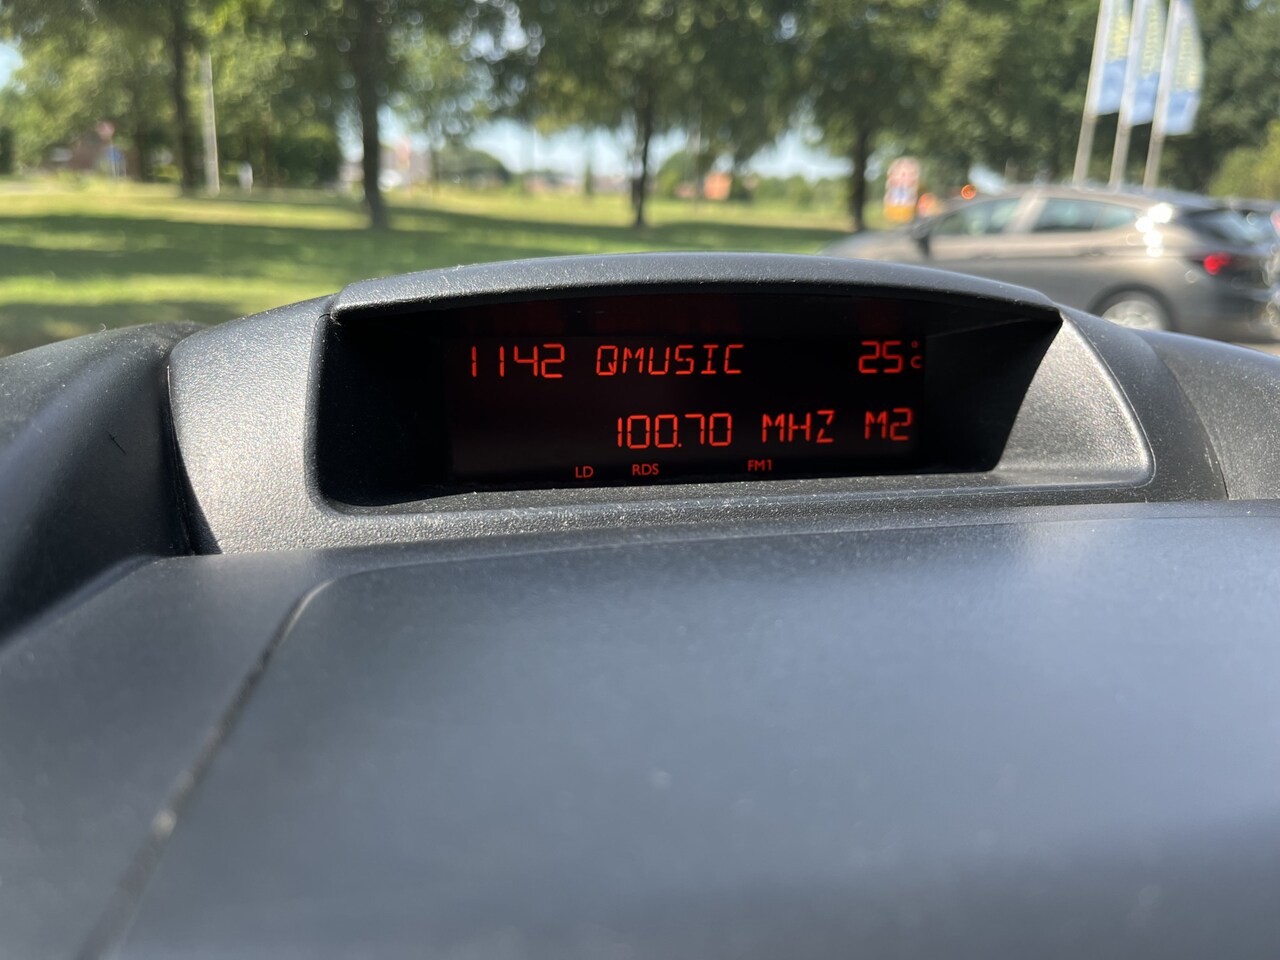 1142 QMUSIC 25°C
100.70 MHZ M2
LD RDS FM1